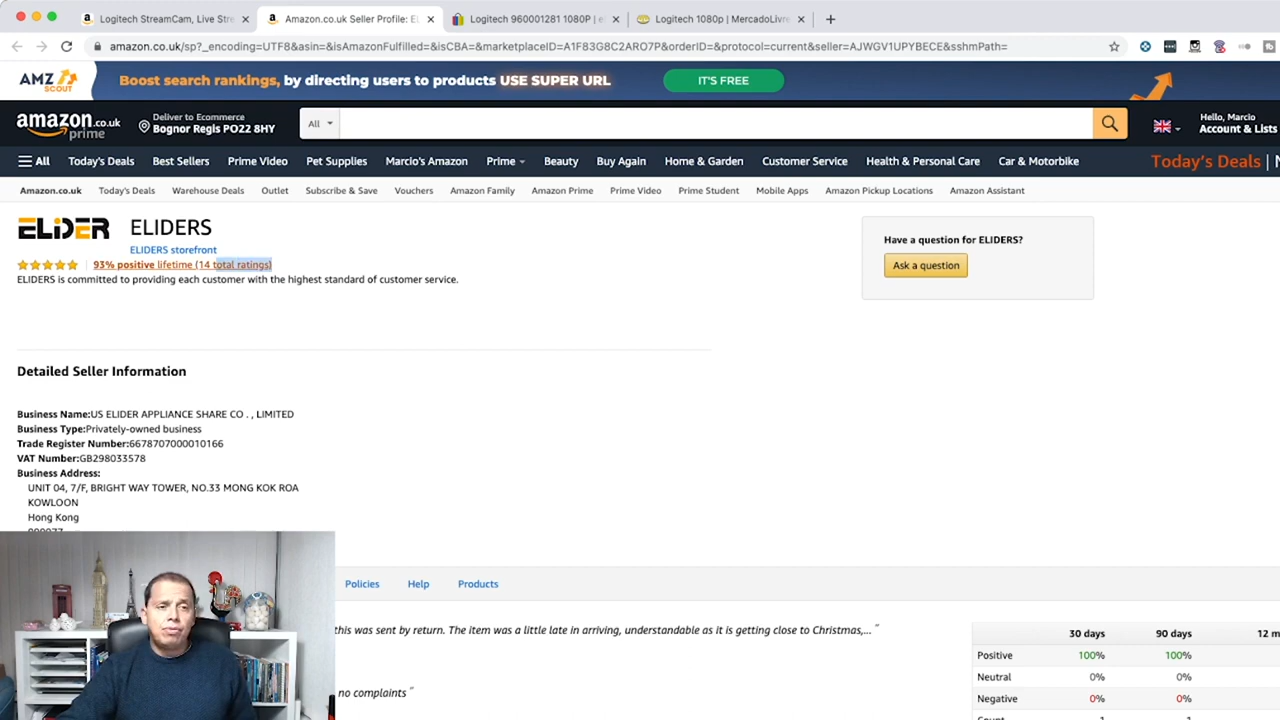 Logitech StreamCam, Live Stre
Amazon.co.uk Seller Profile: E
Logitech 960001281 1080P | e
Logitech 1080p | MercadoLivre
amazon.co.uk/sp?_encoding=UTF8&asin=&isAmazonFulfilled=&isCBA=&marketplaceID=A1F83G8C2ARO7P&orderID=&protocol=current&seller=AJWGV1UPYBECE&sshmPath=
AMZ SCOUT
Boost search rankings, by directing users to products USE SUPER URL
IT'S FREE
amazon.co.uk prime
Deliver to Ecommerce
Bognor Regis PO22 8HY
All
Hello, Marcio
Account & Lists
All Today's Deals Best Sellers Prime Video Pet Supplies Marcio's Amazon Prime Beauty Buy Again Home & Garden Customer Service Health & Personal Care Car & Motorbike
Today's Deals |
Amazon.co.uk Today's Deals Warehouse Deals Outlet Subscribe & Save Vouchers Amazon Family Amazon Prime Prime Video Prime Student Mobile Apps Amazon Pickup Locations Amazon Assistant
ELiDER
ELIDERS
ELIDERS storefront
93% positive lifetime (14 total ratings)
ELIDERS is committed to providing each customer with the highest standard of customer service.
Have a question for ELIDERS?
Ask a question
Detailed Seller Information
Business Name:US ELIDER APPLIANCE SHARE CO . , LIMITED
Business Type:Privately-owned business
Trade Register Number:6678707000010166
VAT Number:GB298033578
Business Address:
UNIT 04, 7/F, BRIGHT WAY TOWER, NO.33 MONG KOK ROA
KOWLOON
Hong Kong
Policies Help Products
this was sent by return. The item was a little late in arriving, understandable as it is getting close to Christmas,... "
no complaints "
30 days 90 days 12 m
Positive 100% 100%
Neutral 0% 0%
Negative 0% 0%